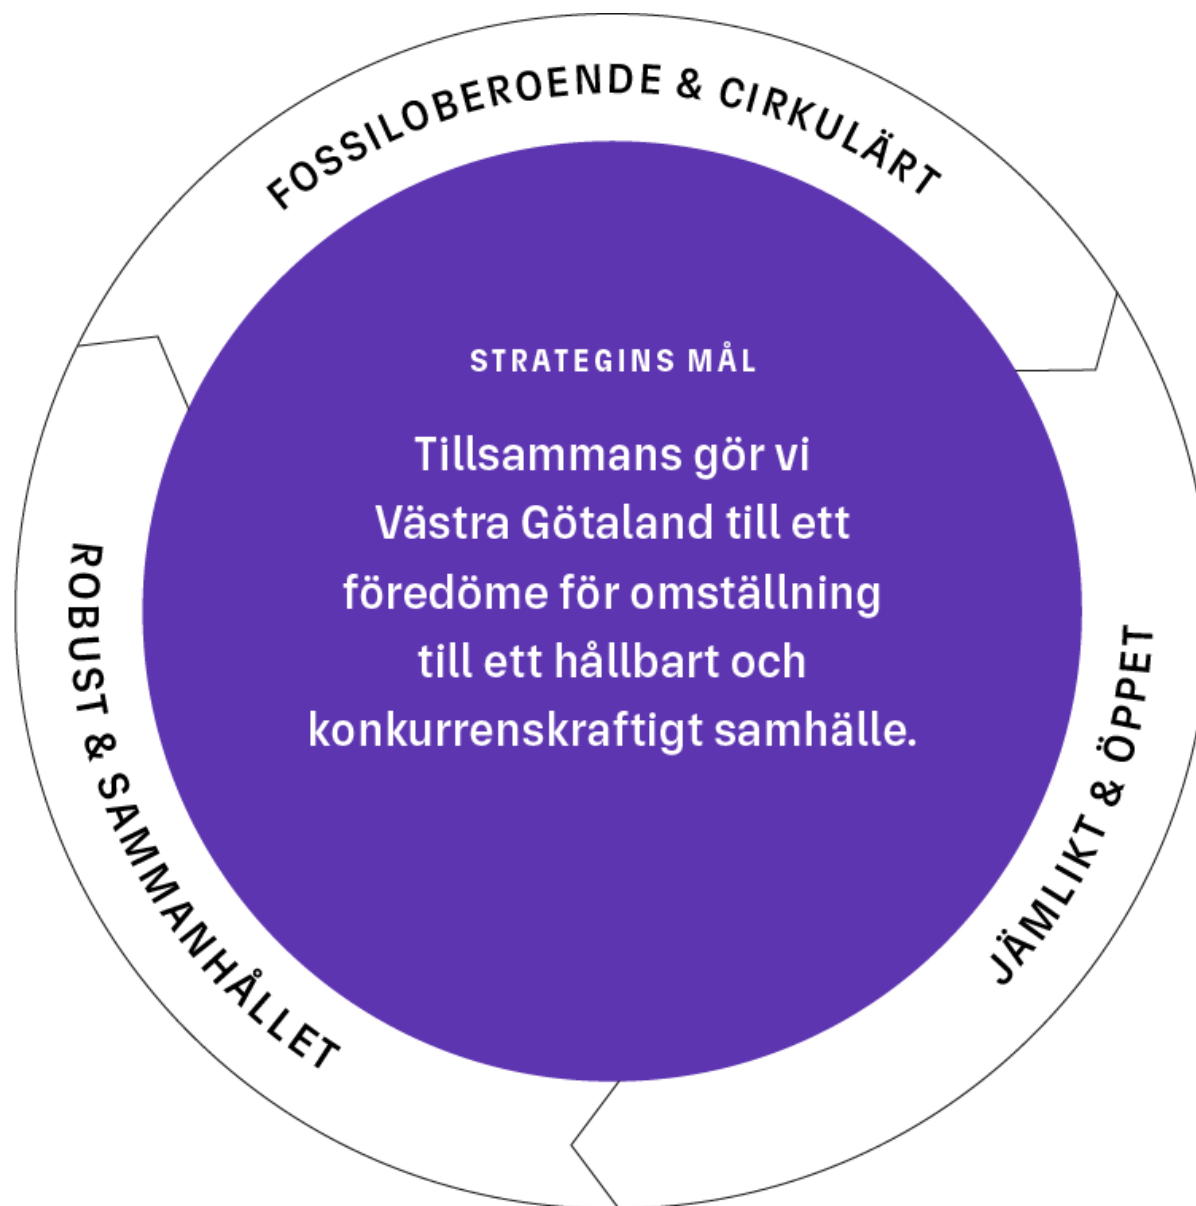 FOSSILOBEROENDE & CIRKULÄRT
STRATEGINS MÅL
Tillsammans gör vi
Västra Götaland till ett
föredöme för omställning
till ett hållbart och
konkurrenskraftigt samhälle.
JÄMLIKT & ÖPPET
ROBUST & SAMMANHÅLLET